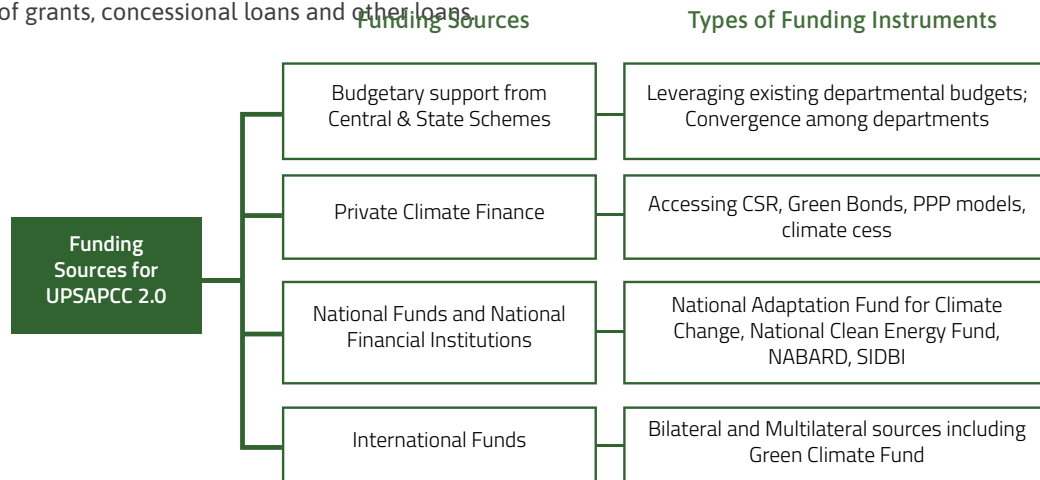 of grants, concessional loans and other loans.
Funding Sources
Types of Funding Instruments
Funding
Sources for
UPSAPCC 2.0
Budgetary support from
Central & State Schemes
Leveraging existing departmental budgets;
Convergence among departments
Private Climate Finance
Accessing CSR, Green Bonds, PPP models,
climate cess
National Funds and National
Financial Institutions
National Adaptation Fund for Climate
Change, National Clean Energy Fund,
NABARD, SIDBI
International Funds
Bilateral and Multilateral sources including
Green Climate Fund